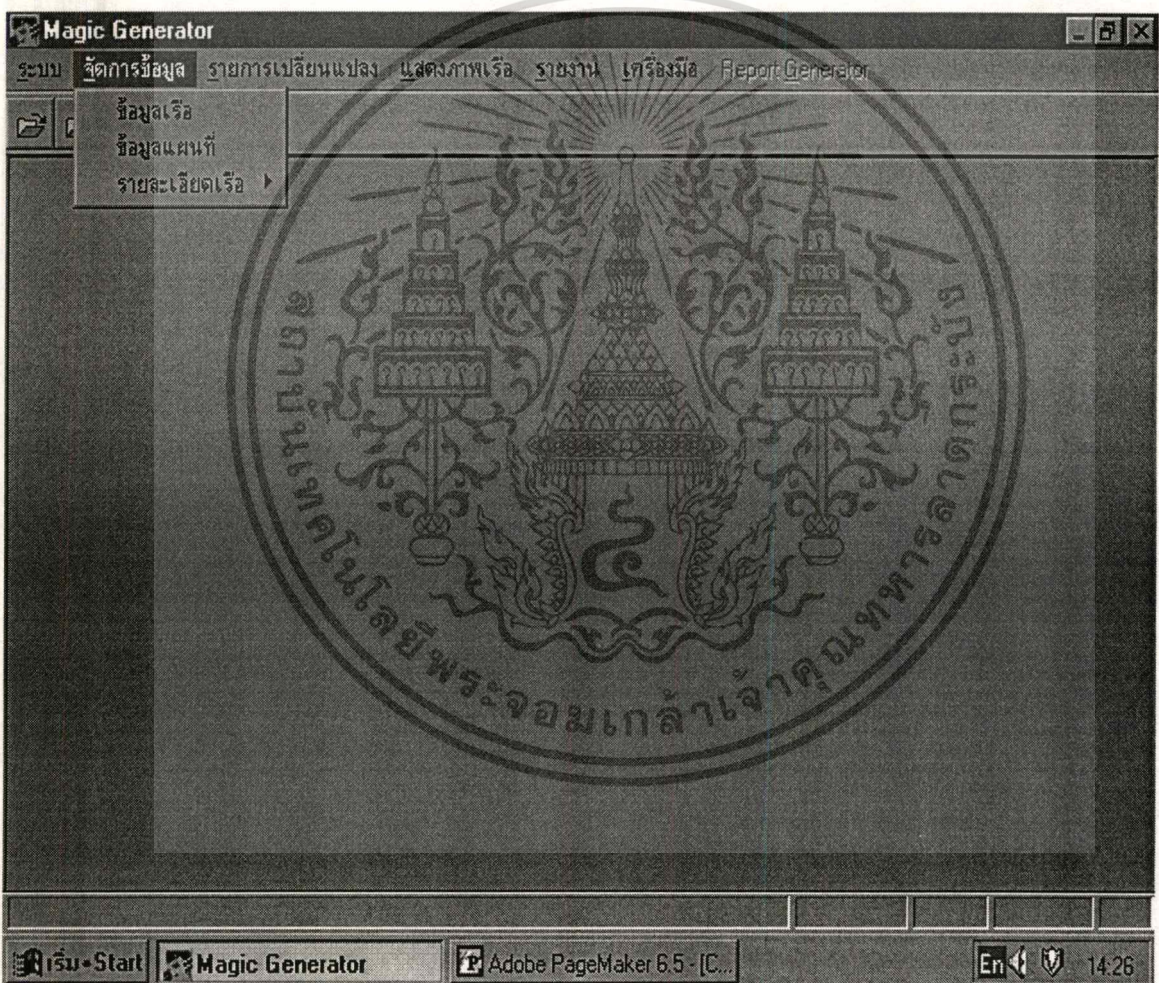 Magic Generator
ระบบ จัดการข้อมูล รายการเปลี่ยนแปลง แสดงภาพเรือ รายงาน เครื่องมือ Report Generator
ข้อมูลเรือ
ข้อมูลแผนที่
รายละเอียดเรือ
สถาบันเทคโนโลยีพระจอมเกล้าเจ้าคุณทหารลาดกระบัง
เริ่ม•Start Magic Generator Adobe PageMaker 6.5 - [C... En 14:26